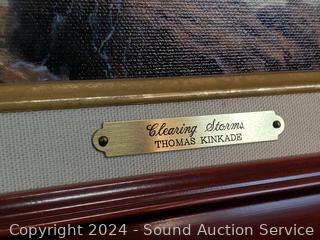 Clearing Storms
THOMAS KINKADE
Copyright 2024 - Sound Auction Service